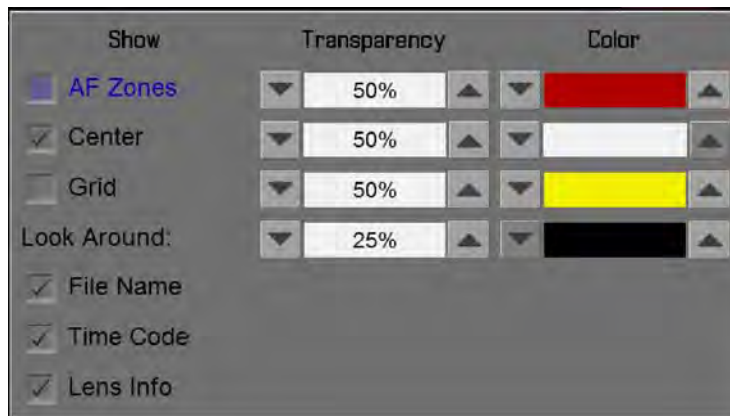 Show Transparency Color
AF Zones 50%
Center 50%
Grid 50%
Look Around: 25%
File Name
Time Code
Lens Info